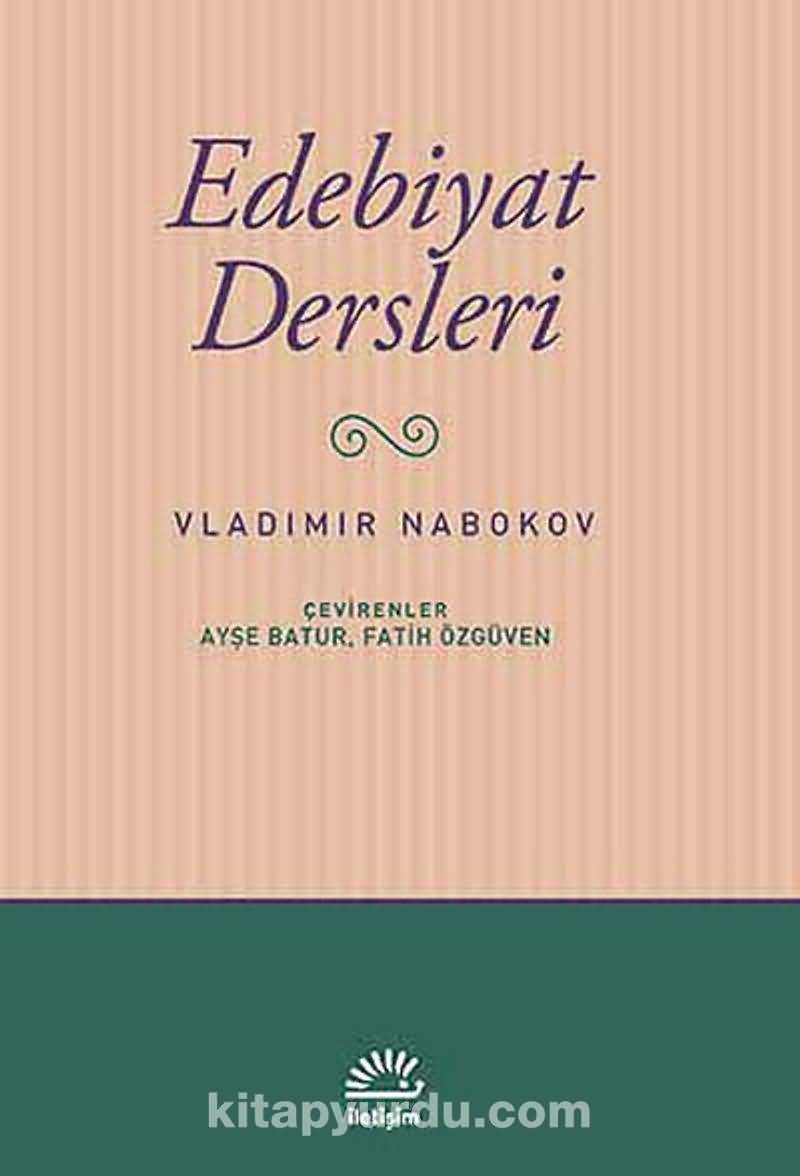 Edebiyat
Dersleri
VLADIMIR NABOKOV
ÇEVİRENLER
AYŞE BATUR, FATİH ÖZGÜVEN
kitapyurdu.com
iletişim